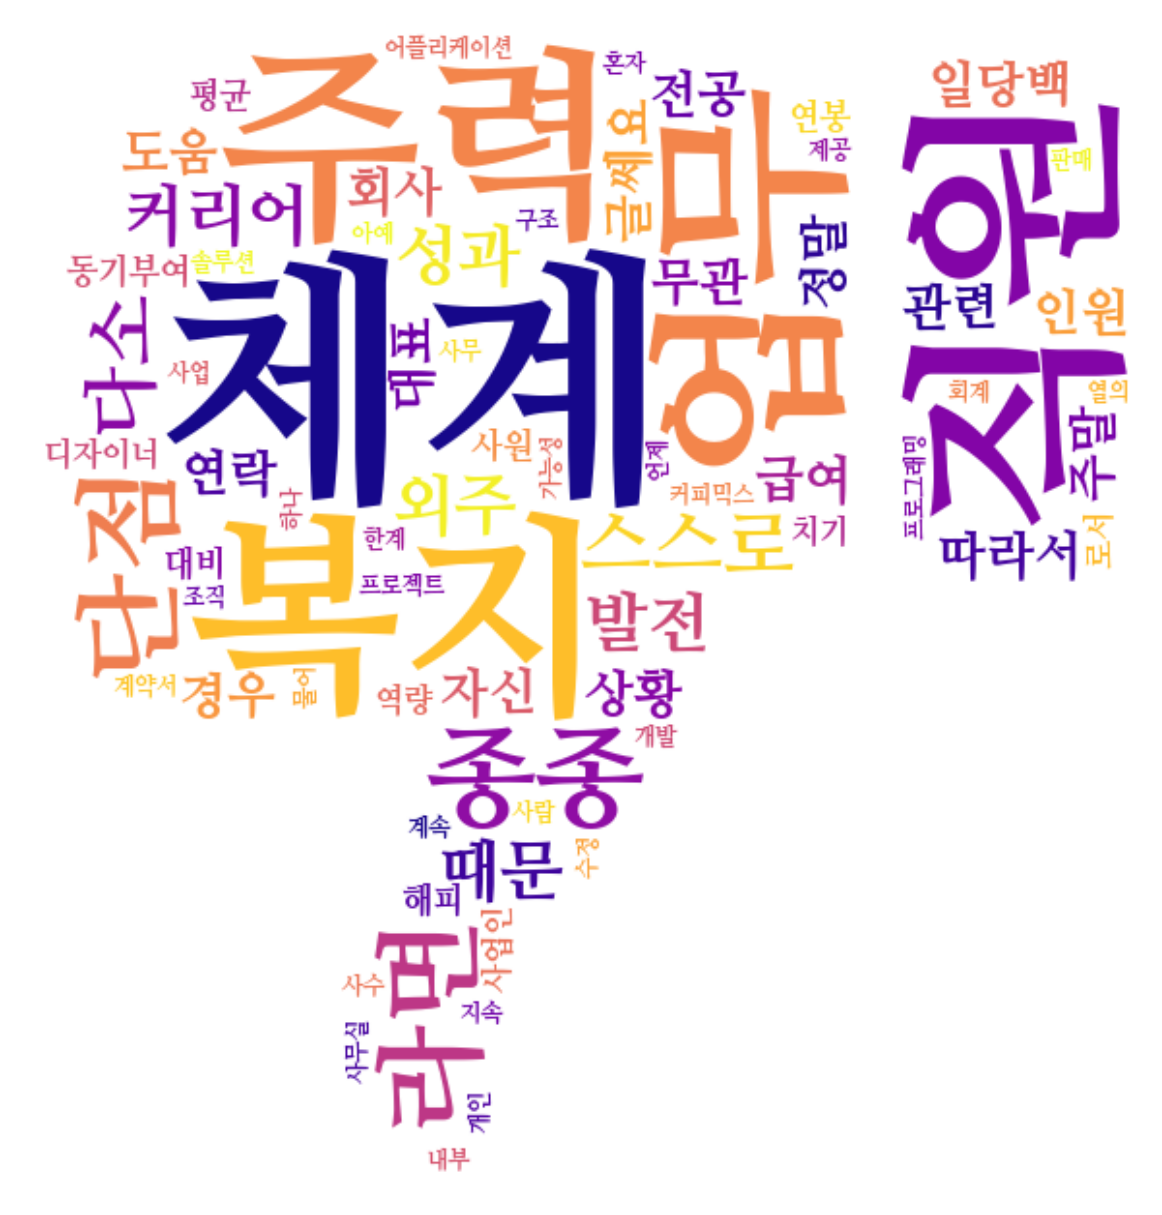 어플리케이션
혼자
주력
평균
전공
일당백
연봉
제공
판매
도움
회사
글쎄요
업무
직원
커리어
구조
아예
성과
정말
동기부여
솔루션
무관
관련
인원
체계
다소
대표
사무
사업
회계
열의
주말
디자이너
연락
사원
가능성
언제
급여
프로그래밍
커피믹스
단점
하나
외주
한계
스스로
치기
따라서
로서
대비
조직
프로젝트
복지
발전
계약서
경우
물어
역량
자신
상황
종종
개발
사람
계속
때문
수정
해피
사업인
라면
사수
지속
사무실
개인
내부